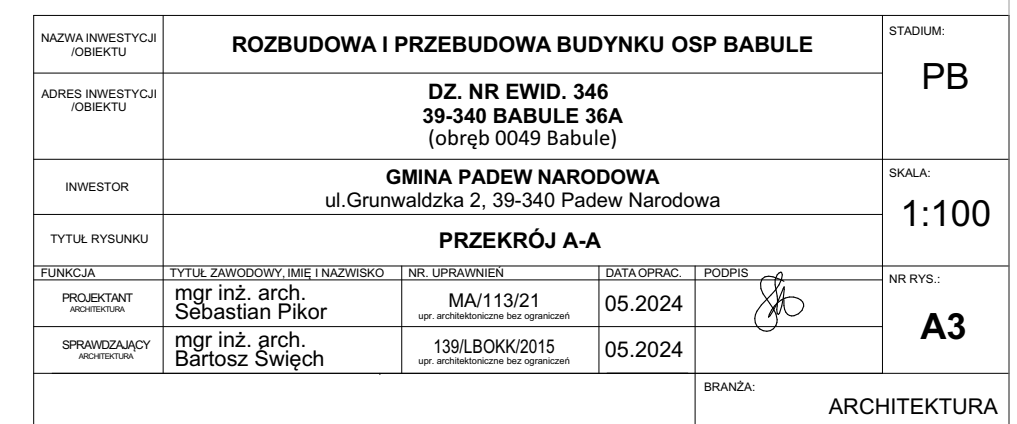 NAZWA INWESTYCJI
/OBIEKTU
ROZBUDOWA I PRZEBUDOWA BUDYNKU OSP BABULE
STADIUM:
PB
ADRES INWESTYCJI
/OBIEKTU
DZ. NR EWID. 346
39-340 BABULE 36A
(obręb 0049 Babule)
INWESTOR
GMINA PADEW NARODOWA
ul.Grunwaldzka 2, 39-340 Padew Narodowa
SKALA:
1:100
TYTUŁ RYSUNKU
PRZEKRÓJ A-A
FUNKCJA TYTUŁ ZAWODOWY, IMIĘ I NAZWISKO NR. UPRAWNIEŃ DATA OPRAC. PODPIS
NR RYS.:
A3
PROJEKTANT
ARCHITEKTURA
mgr inż. arch.
Sebastian Pikor
MA/113/21
upr. architektoniczne bez ograniczeń
05.2024
SPRAWDZAJĄCY
ARCHITEKTURA
mgr inż. arch.
Bartosz Święch
139/LBOKK/2015
upr. architektoniczne bez ograniczeń
05.2024
BRANŻA:
ARCHITEKTURA